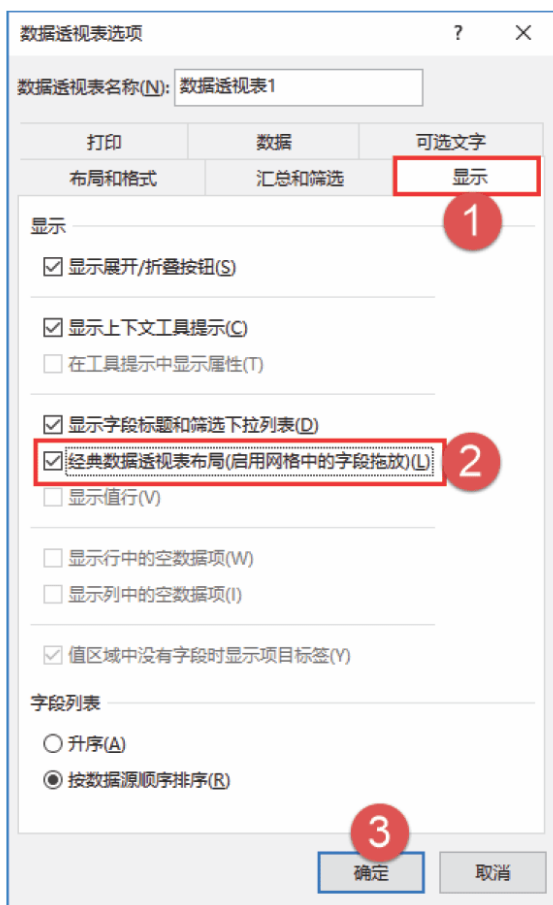 数据透视表选项 ? ×
数据透视表名称(N): 数据透视表1
打印 数据 可选文字
布局和格式 汇总和筛选 显示
1
显示
显示展开/折叠按钮(S)
显示上下文工具提示(C)
在工具提示中显示属性(T)
显示字段标题和筛选下拉列表(D)
经典数据透视表布局(启用网格中的字段拖放)(L)
2
显示值行(V)
显示行中的空数据项(W)
显示列中的空数据项(I)
值区域中没有字段时显示项目标签(Y)
字段列表
升序(A)
按数据源顺序排序(R)
3
确定 取消